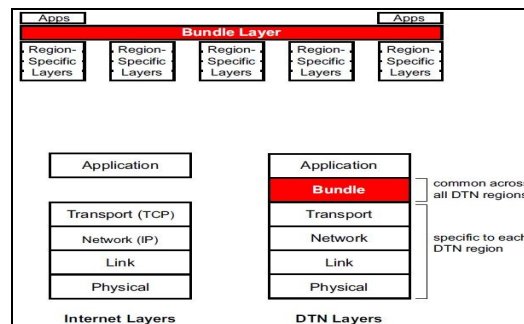 Apps Apps
Bundle Layer
Region- Region- Region- Region- Region-
Specific Specific Specific Specific Specific
Layers Layers Layers Layers Layers
Application Application
Bundle common across
all DTN regions
Transport (TCP) Transport
Network (IP) Network specific to each
DTN region
Link Link
Physical Physical
Internet Layers DTN Layers